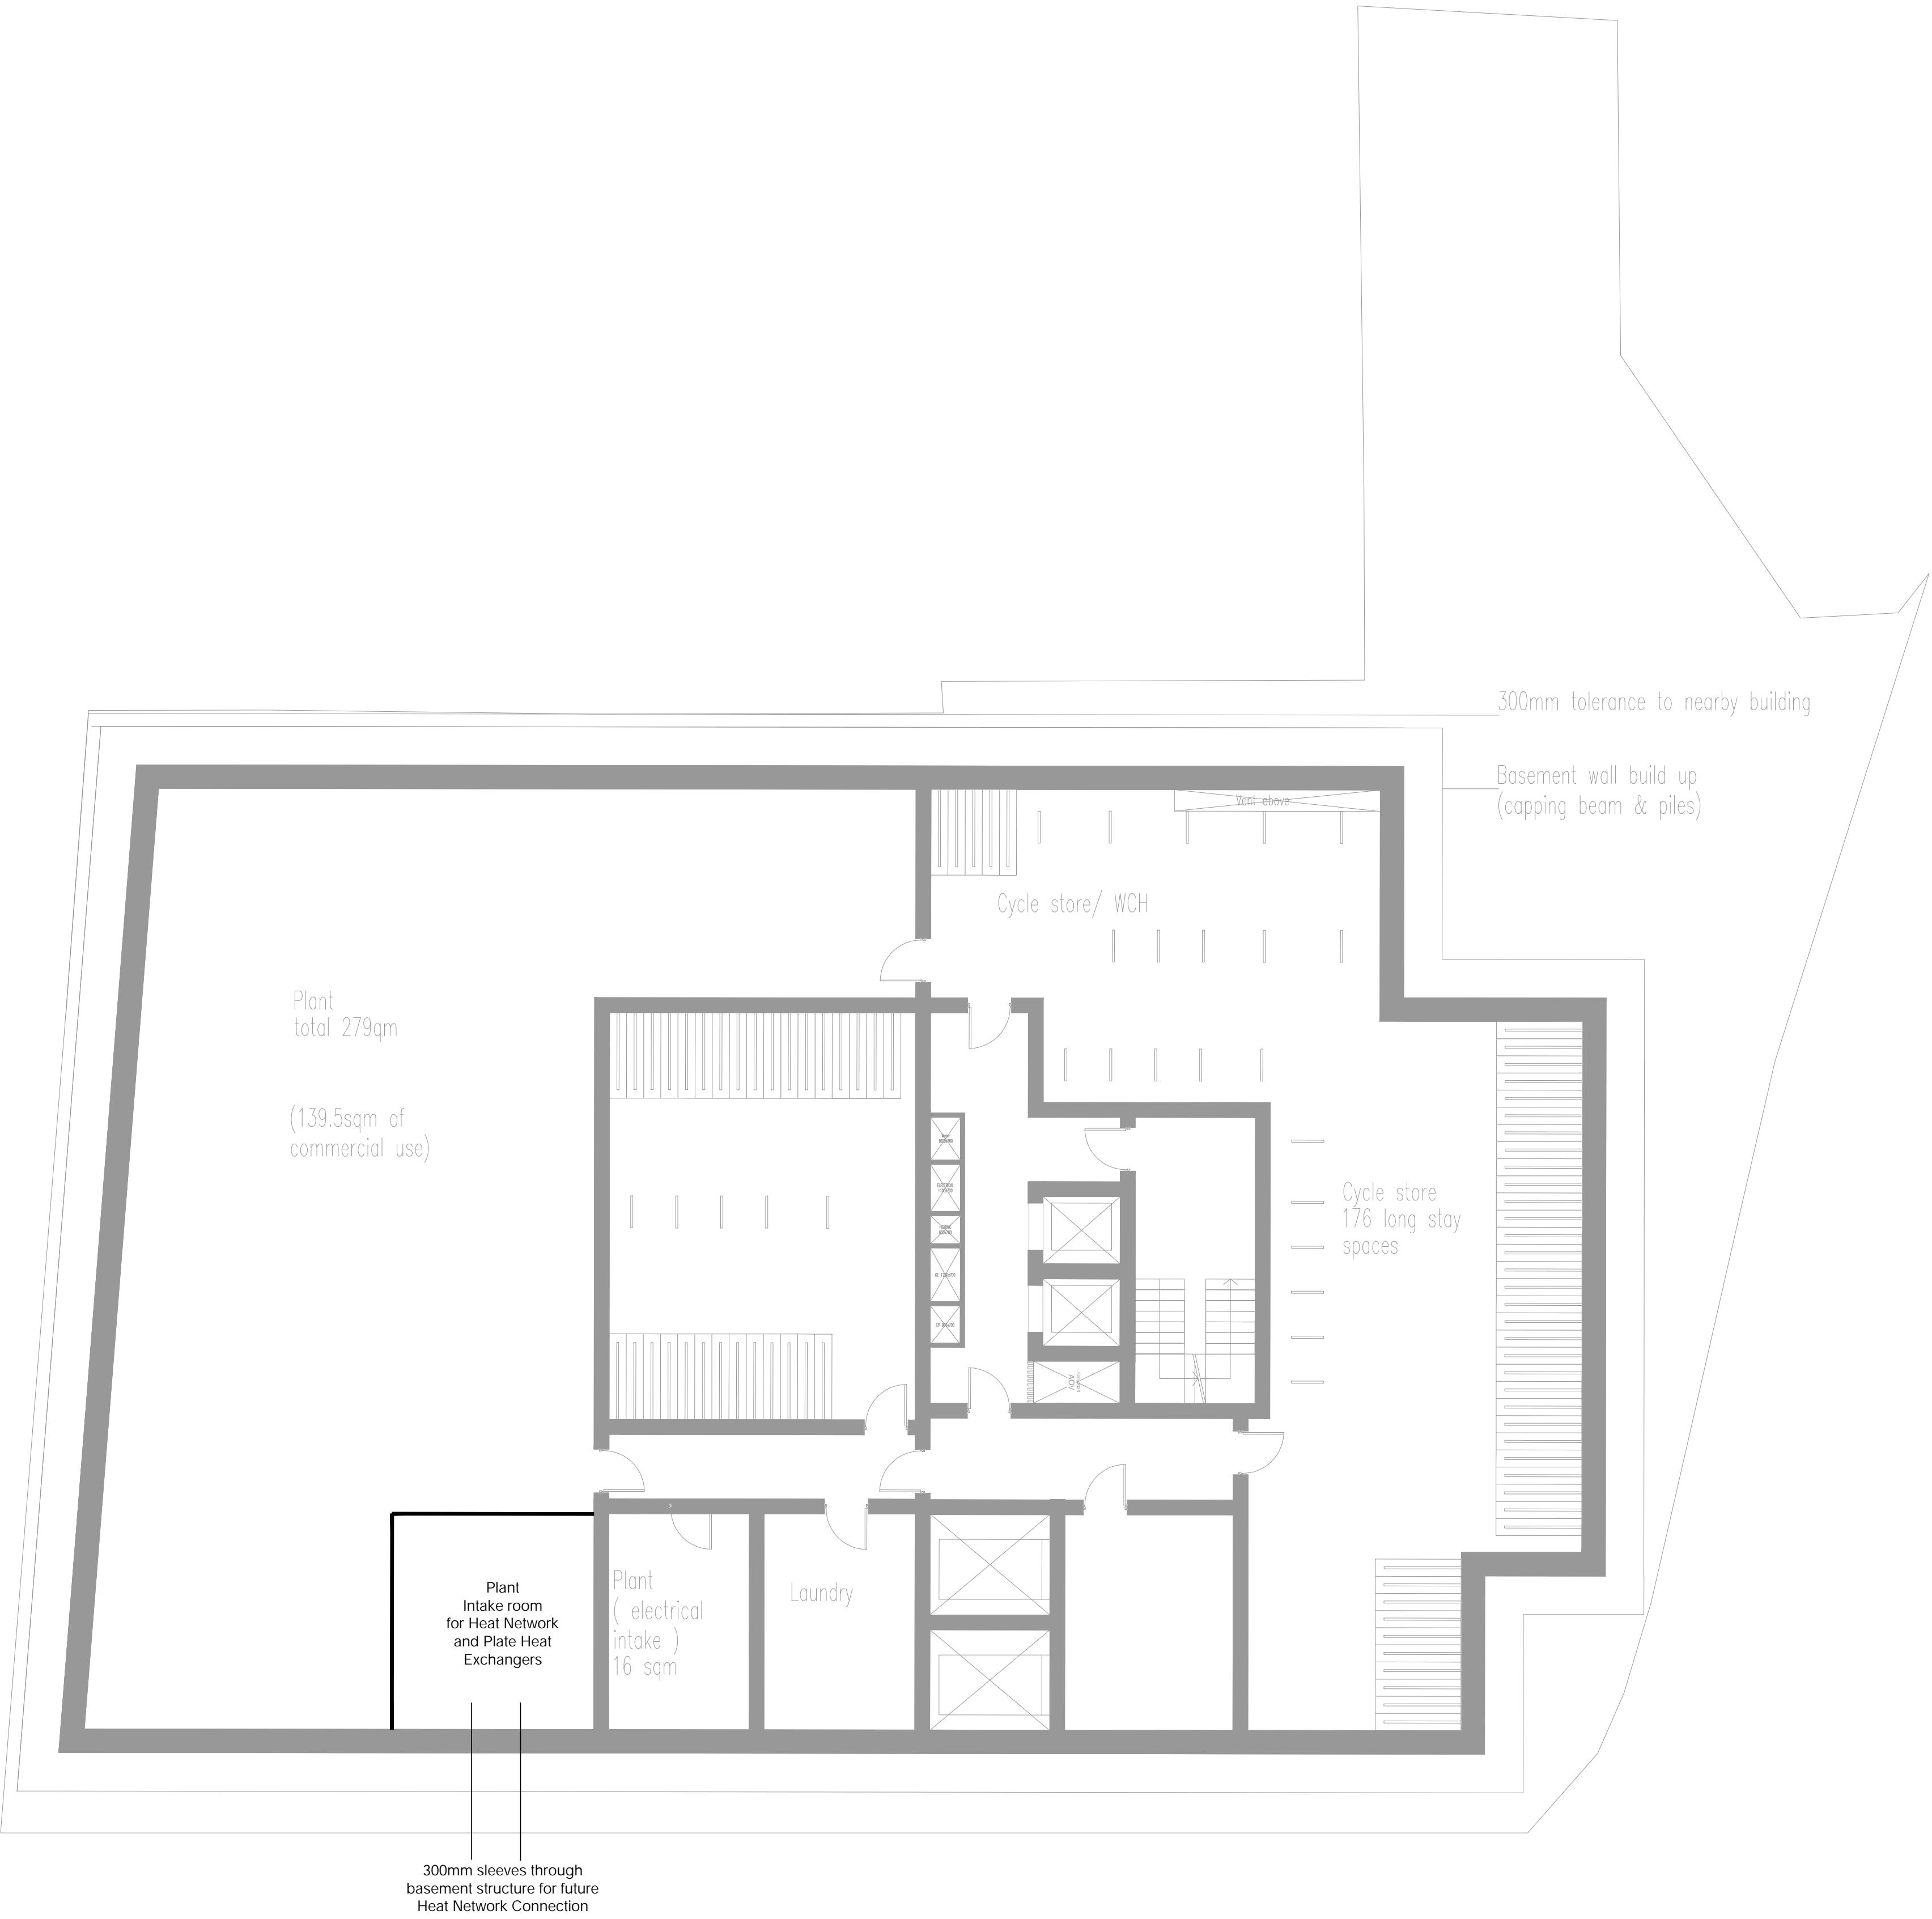 300mm tolerance to nearby building
Basement wall build up
(capping beam & piles)
Vent above
Cycle store/ WCH
Plant
total 279qm
(139.5sqm of
commercial use)
ELECTRICAL
Cycle store
176 long stay
spaces
AOV
Plant
( electrical
intake )
16 sqm
Laundry
Plant
Intake room
for Heat Network
and Plate Heat
Exchangers
300mm sleeves through
basement structure for future
Heat Network Connection